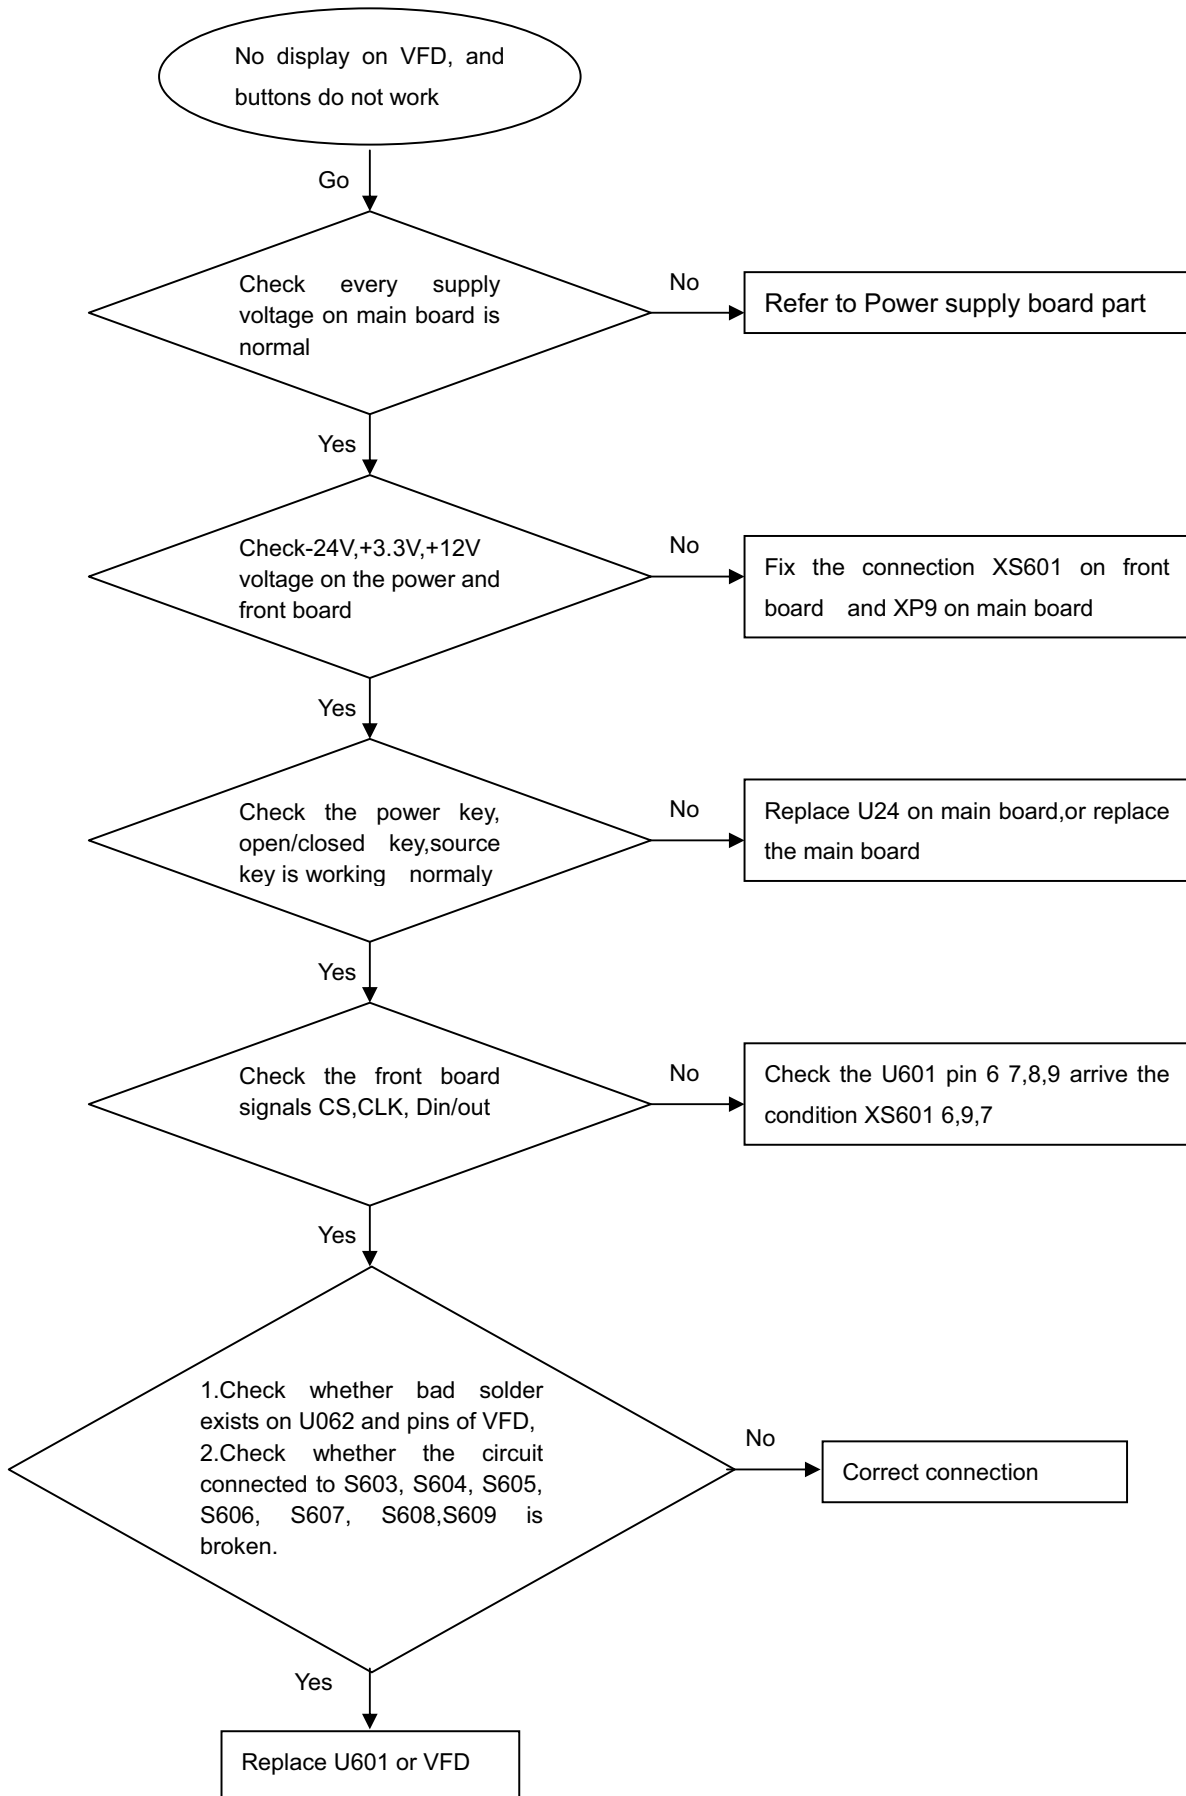 No display on VFD, and
buttons do not work
Go
Check every supply
voltage on main board is
normal
No
Refer to Power supply board part
Yes
Check-24V,+3.3V,+12V
voltage on the power and
front board
No
Fix the connection XS601 on front
board and XP9 on main board
Yes
Check the power key,
open/closed key,source
key is working normaly
No
Replace U24 on main board,or replace
the main board
Yes
Check the front board
signals CS,CLK, Din/out
No
Check the U601 pin 6 7,8,9 arrive the
condition XS601 6,9,7
Yes
1.Check whether bad solder
exists on U062 and pins of VFD,
2.Check whether the circuit
connected to S603, S604, S605,
S606, S607, S608,S609 is
broken.
No
Correct connection
Yes
Replace U601 or VFD